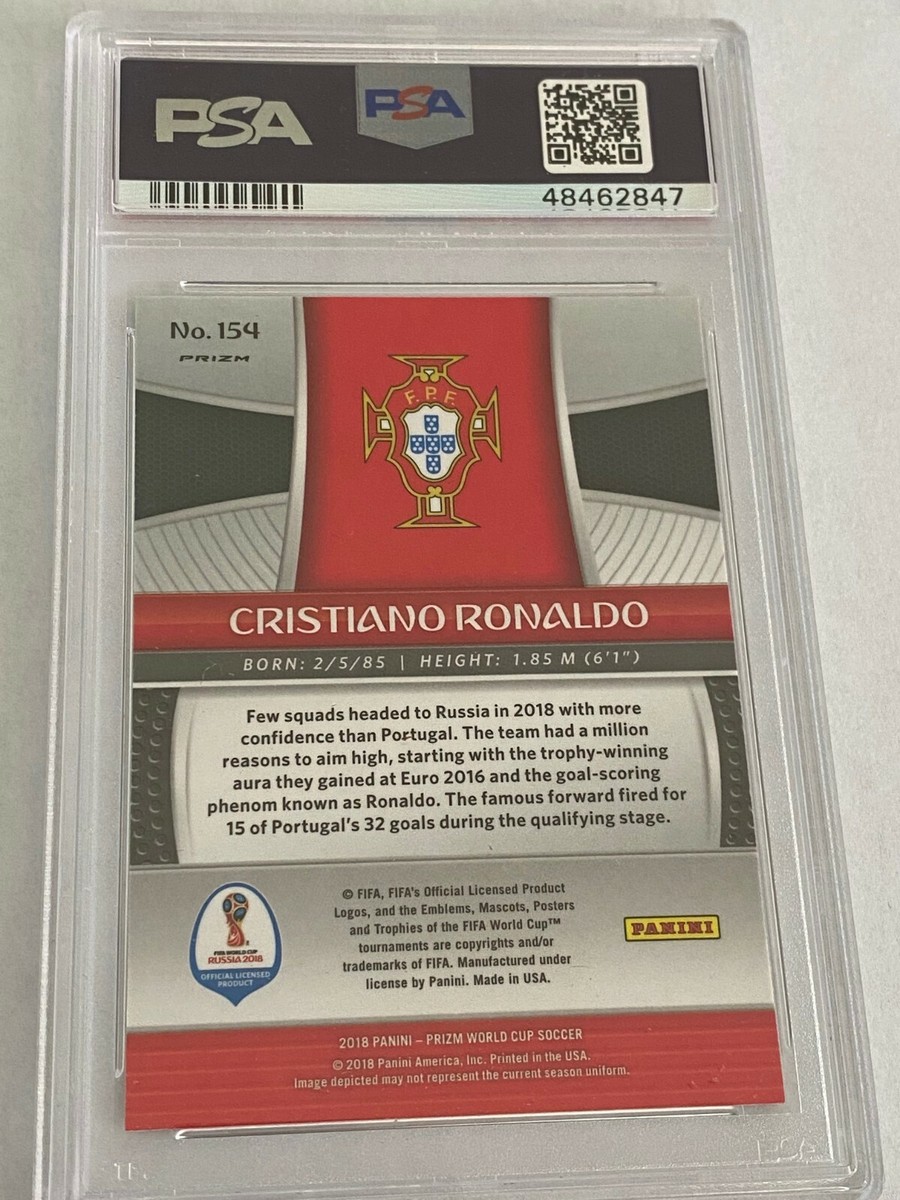 PSA
PSA
48462847
No. 154
PRIZM
F.P.F.
CRISTIANO RONALDO
BORN: 2/5/85 | HEIGHT: 1.85 M (6'1")
Few squads headed to Russia in 2018 with more
confidence than Portugal. The team had a million
reasons to aim high, starting with the trophy-winning
aura they gained at Euro 2016 and the goal-scoring
phenom known as Ronaldo. The famous forward fired for
15 of Portugal's 32 goals during the qualifying stage.
FIFA WORLD CUP
RUSSIA 2018
OFFICIAL LICENSED
PRODUCT
© FIFA, FIFA's Official Licensed Product
Logos, and the Emblems, Mascots, Posters
and Trophies of the FIFA World Cup™
tournaments are copyrights and/or
trademarks of FIFA. Manufactured under
license by Panini. Made in USA.
PANINI
2018 PANINI – PRIZM WORLD CUP SOCCER
© 2018 Panini America, Inc. Printed in the USA.
Image depicted may not represent the current season uniform.
PSA